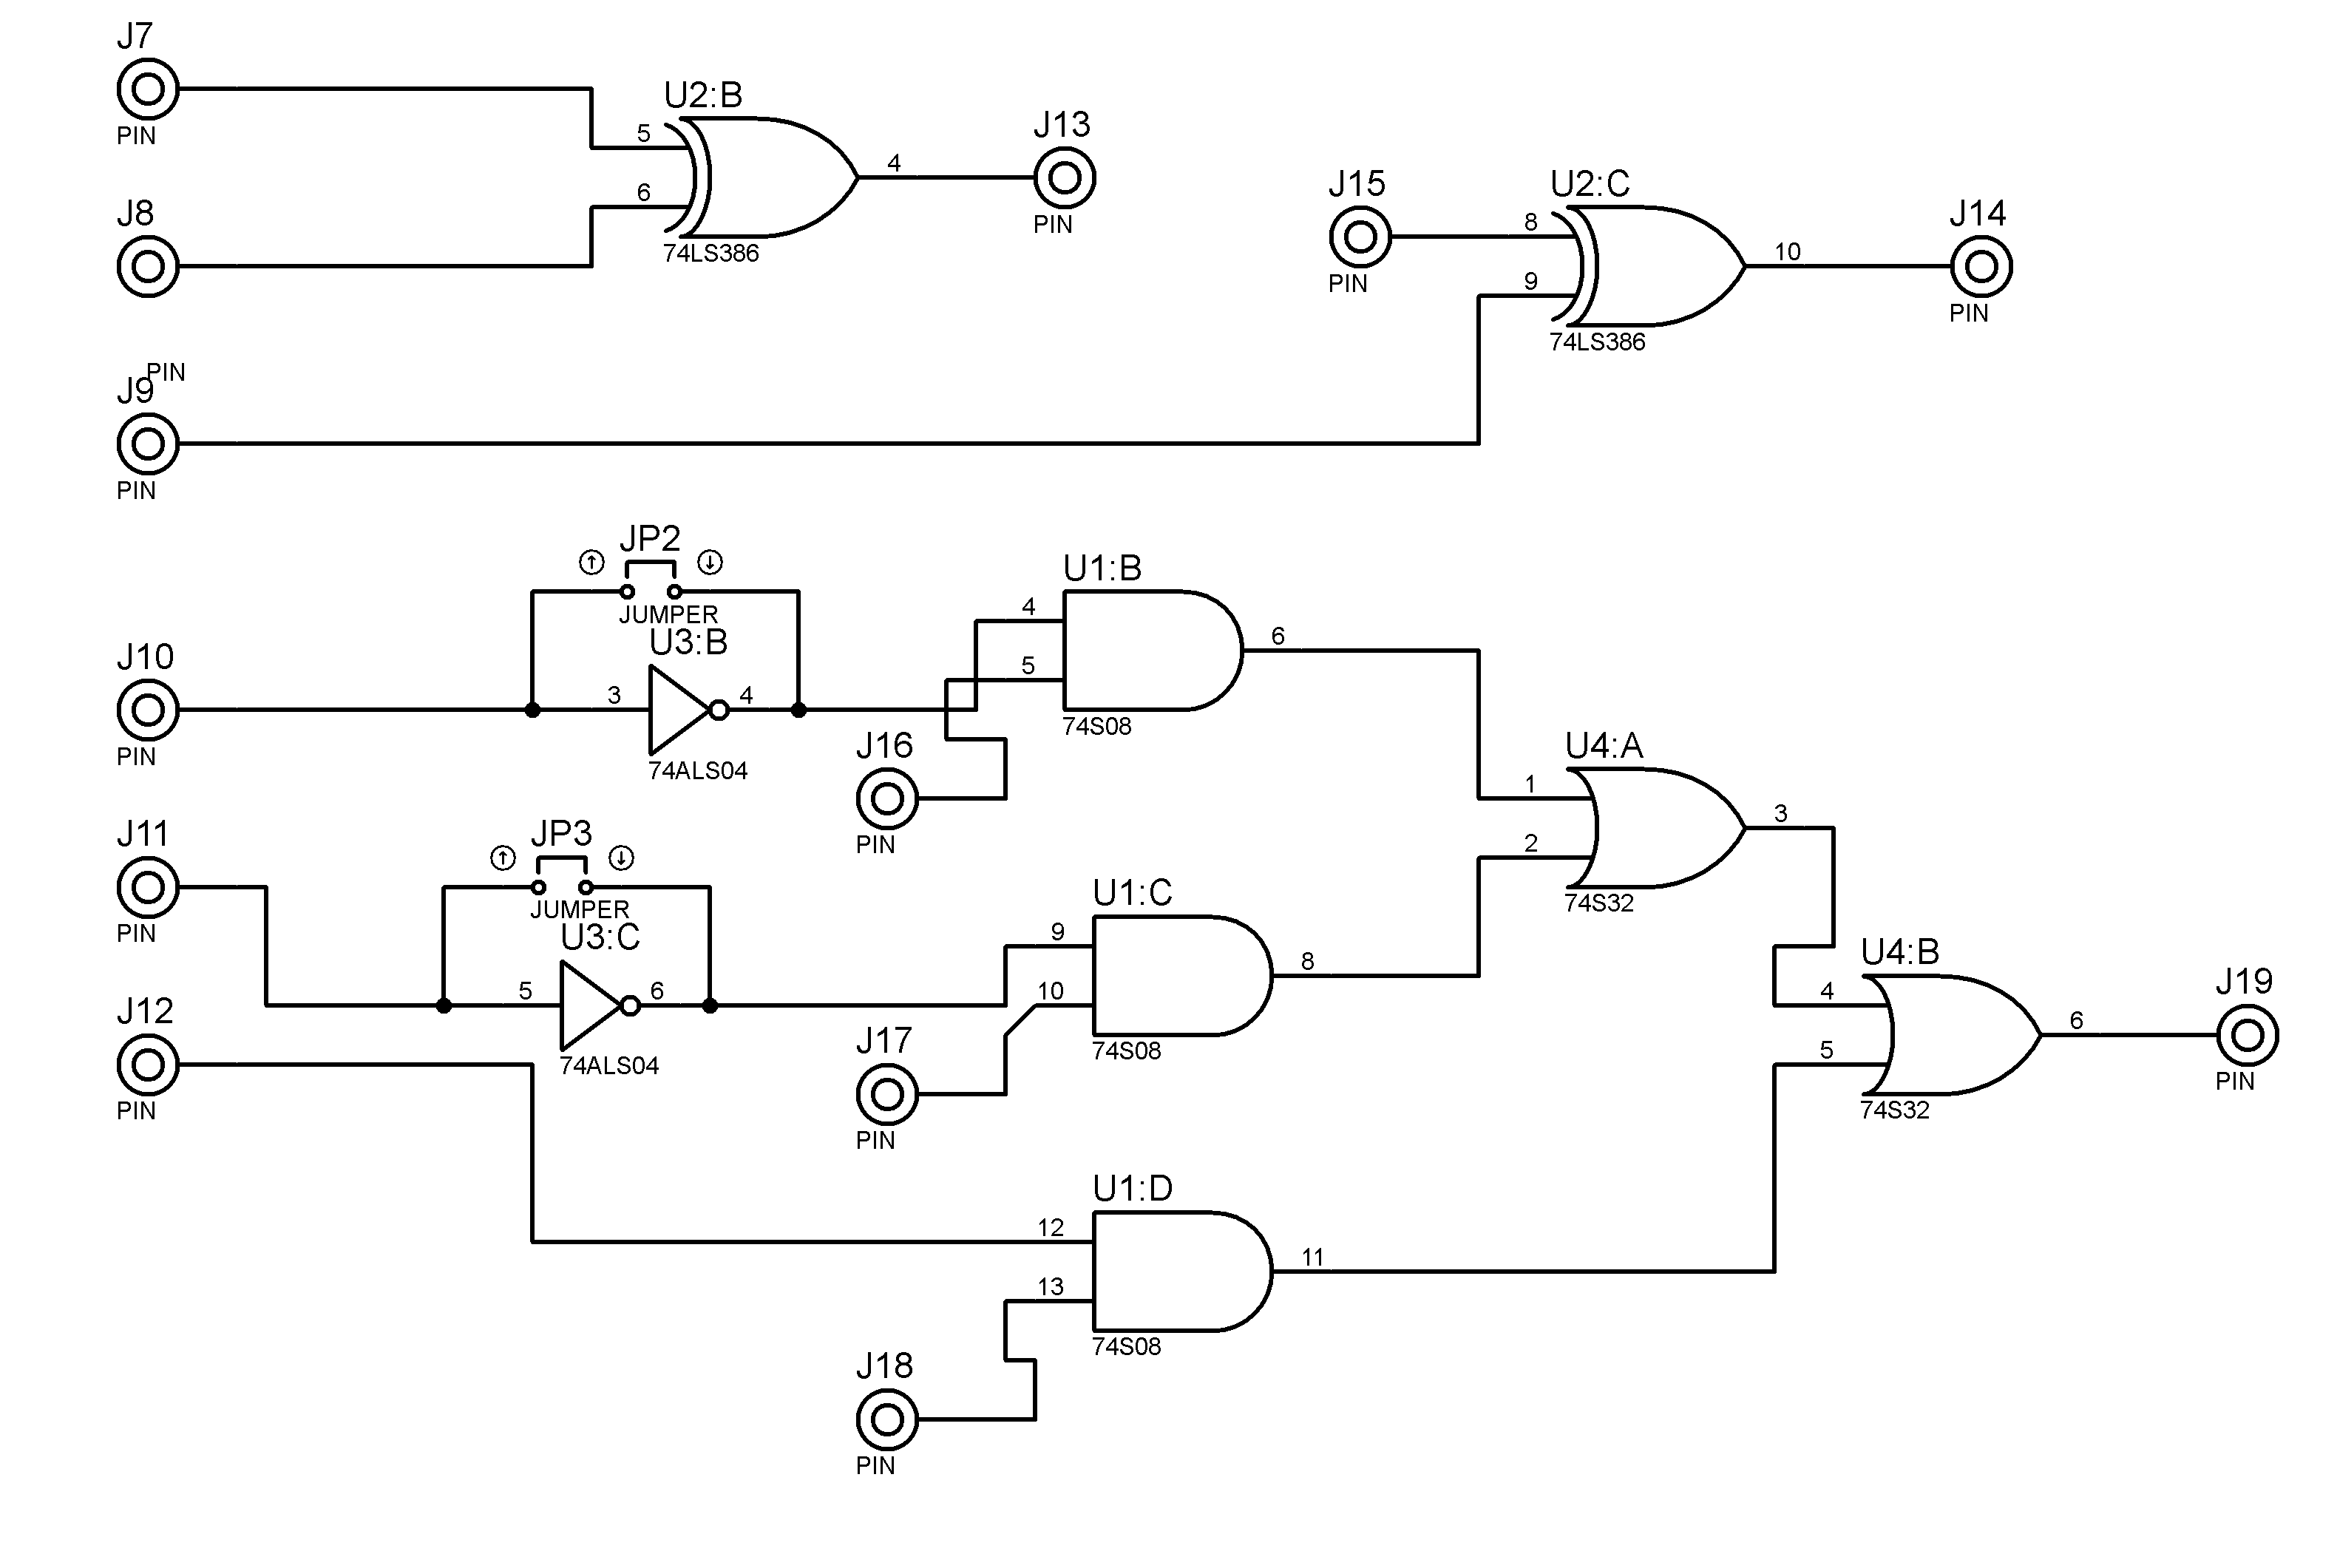 J7
PIN
U2:B
5
6
4
74LS386
J13
PIN
J8
PIN
J15
PIN
U2:C
8
9
10
74LS386
J14
PIN
J9
PIN
JP2
↑
↓
JUMPER
U3:B
3
4
74ALS04
J10
PIN
U1:B
4
5
6
74S08
J16
PIN
J11
PIN
JP3
↑
↓
JUMPER
U3:C
5
6
74ALS04
U1:C
9
10
8
74S08
J17
PIN
U4:A
1
2
3
74S32
J12
PIN
U4:B
4
5
6
74S32
J19
PIN
U1:D
12
13
11
74S08
J18
PIN